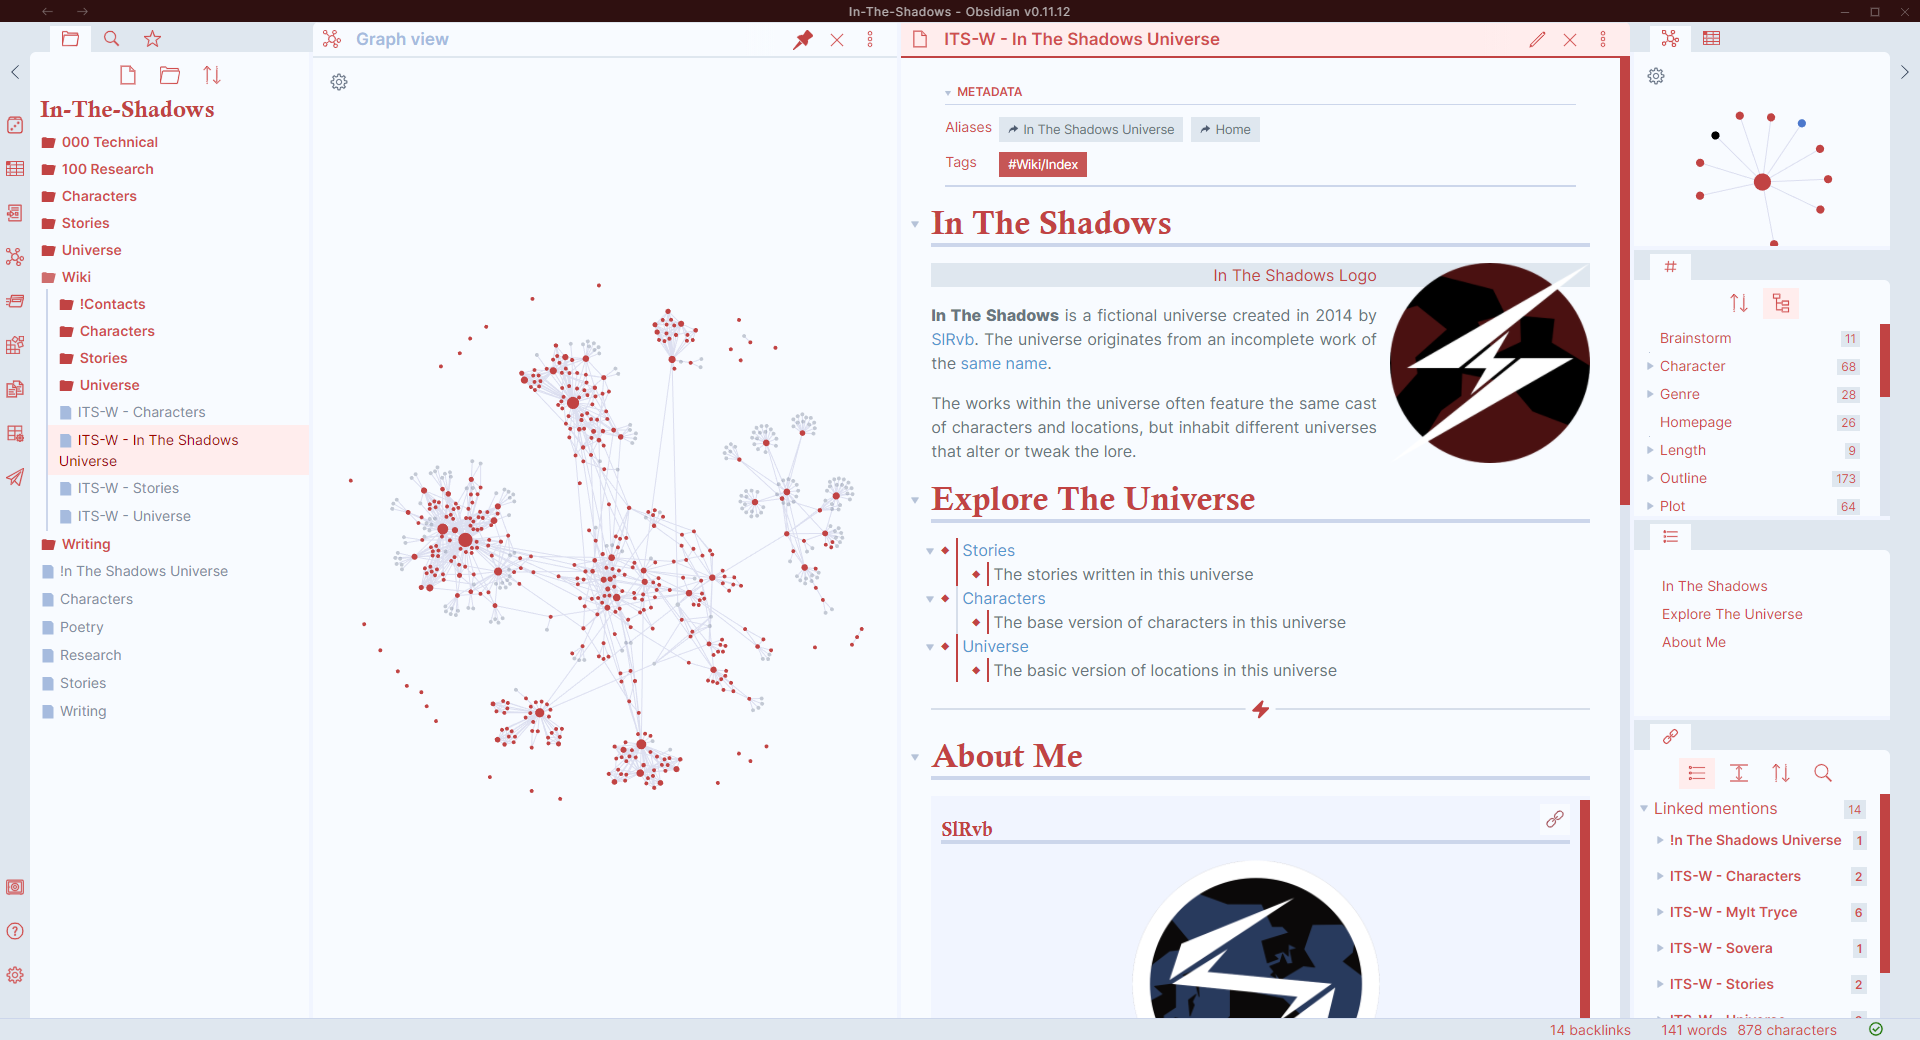 In-The-Shadows - Obsidian v0.11.12
In-The-Shadows
000 Technical
100 Research
Characters
Stories
Universe
Wiki
!Contacts
Characters
Stories
Universe
ITS-W - Characters
ITS-W - In The Shadows
Universe
ITS-W - Stories
ITS-W - Universe
Writing
!n The Shadows Universe
Characters
Poetry
Research
Stories
Writing
Graph view
ITS-W - In The Shadows Universe
METADATA
Aliases In The Shadows Universe Home
Tags #Wiki/Index
In The Shadows
In The Shadows Logo
In The Shadows is a fictional universe created in 2014 by
SlRvb. The universe originates from an incomplete work of
the same name.
The works within the universe often feature the same cast
of characters and locations, but inhabit different universes
that alter or tweak the lore.
Explore The Universe
Stories
The stories written in this universe
Characters
The base version of characters in this universe
Universe
The basic version of locations in this universe
About Me
SlRvb
#
Brainstorm 11
Character 68
Genre 28
Homepage 26
Length 9
Outline 173
Plot 64
In The Shadows
Explore The Universe
About Me
Linked mentions 14
!n The Shadows Universe 1
ITS-W - Characters 2
ITS-W - Mylt Tryce 6
ITS-W - Sovera 1
ITS-W - Stories 2
ITS-W - Universe
14 backlinks 141 words 878 characters